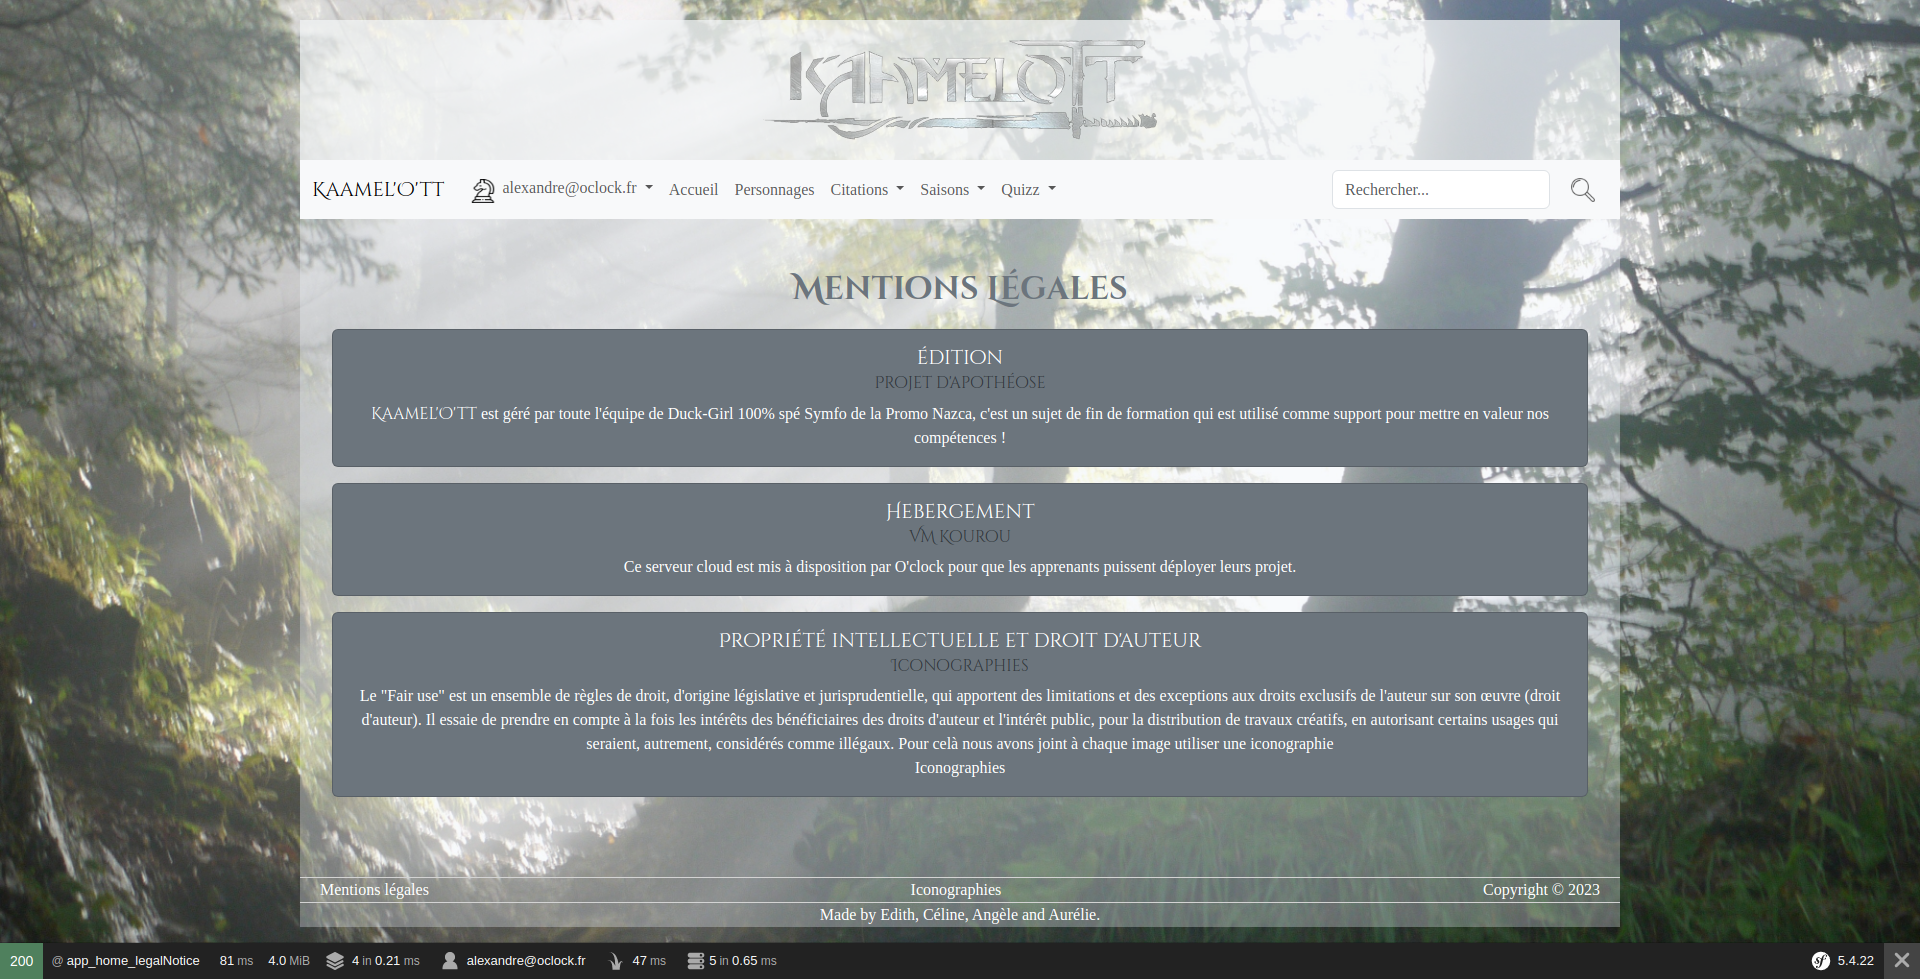 KAAMELOTT
KAAMEL'O'TT alexandre@oclock.fr Accueil Personnages Citations Saisons Quizz Rechercher...
Mentions Légales
Édition
Projet d'apothéose
KAAMEL'O'TT est géré par toute l'équipe de Duck-Girl 100% spé Symfo de la Promo Nazca, c'est un sujet de fin de formation qui est utilisé comme support pour mettre en valeur nos
compétences !
Hebergement
VM Kourou
Ce serveur cloud est mis à disposition par O'clock pour que les apprenants puissent déployer leurs projet.
Propriété intellectuelle et droit d'auteur
Iconographies
Le "Fair use" est un ensemble de règles de droit, d'origine législative et jurisprudentielle, qui apportent des limitations et des exceptions aux droits exclusifs de l'auteur sur son œuvre (droit
d'auteur). Il essaie de prendre en compte à la fois les intérêts des bénéficiaires des droits d'auteur et l'intérêt public, pour la distribution de travaux créatifs, en autorisant certains usages qui
seraient, autrement, considérés comme illégaux. Pour celà nous avons joint à chaque image utiliser une iconographie
Iconographies
Mentions légales Iconographies Copyright © 2023
Made by Edith, Céline, Angèle and Aurélie.
200 @ app_home_legalNotice 81 ms 4.0 MiB 4 in 0.21 ms alexandre@oclock.fr 47 ms 5 in 0.65 ms sf 5.4.22